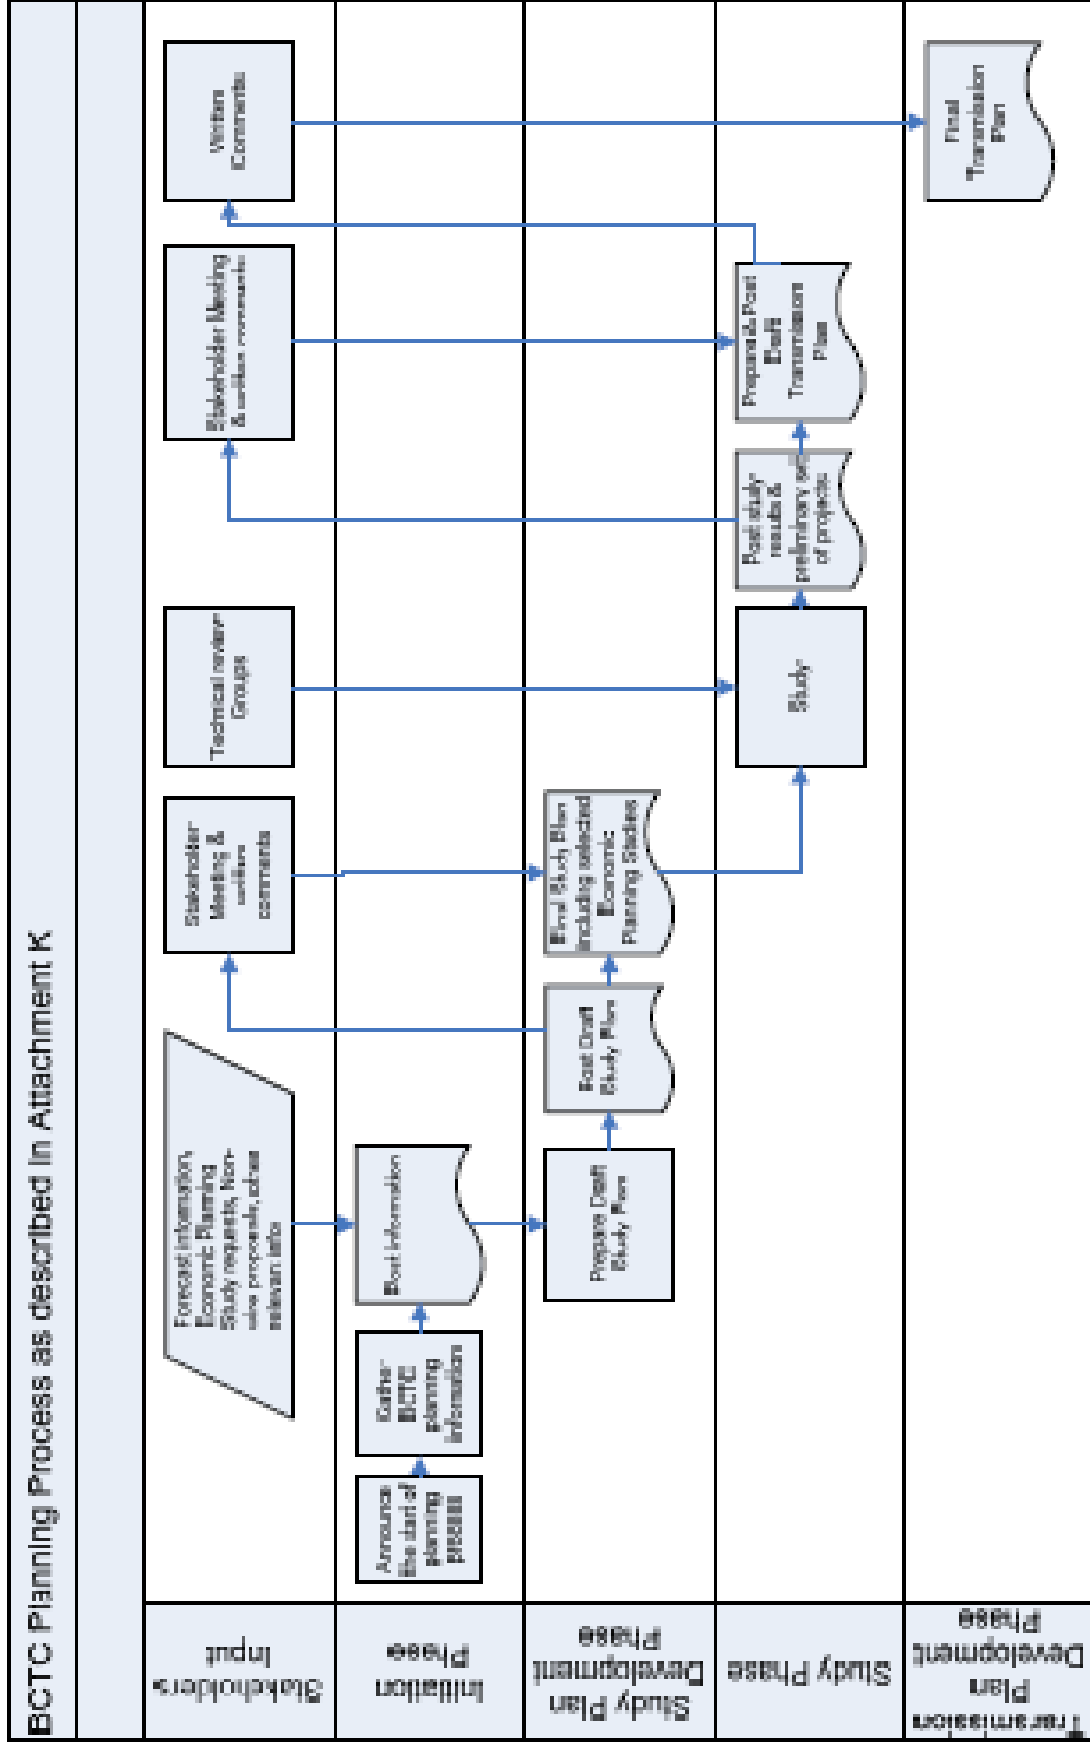 BCTC Planning Process as described in Attachment K
Stakeholders
Input
Forecast information,
Economic Planning
Study requests, Non-
wire proposals, other
relevant info
Stakeholder
Meeting &
written
comments
Technical review
Groups
Stakeholder Meeting
& written comments
Written
Comments
Initiation
Phase
Announce
the start of
planning
process
Gather
BCTC
planning
information
Post information
Study Plan
Development
Phase
Prepare Draft
Study Plan
Post Draft
Study Plan
Final Study Plan
including selected
Economic
Planning Studies
Study Phase
Study
Post study
results &
preliminary set
of projects
Prepare & Post
Draft
Transmission
Plan
Transmission
Plan
Development
Phase
Final
Transmission
Plan